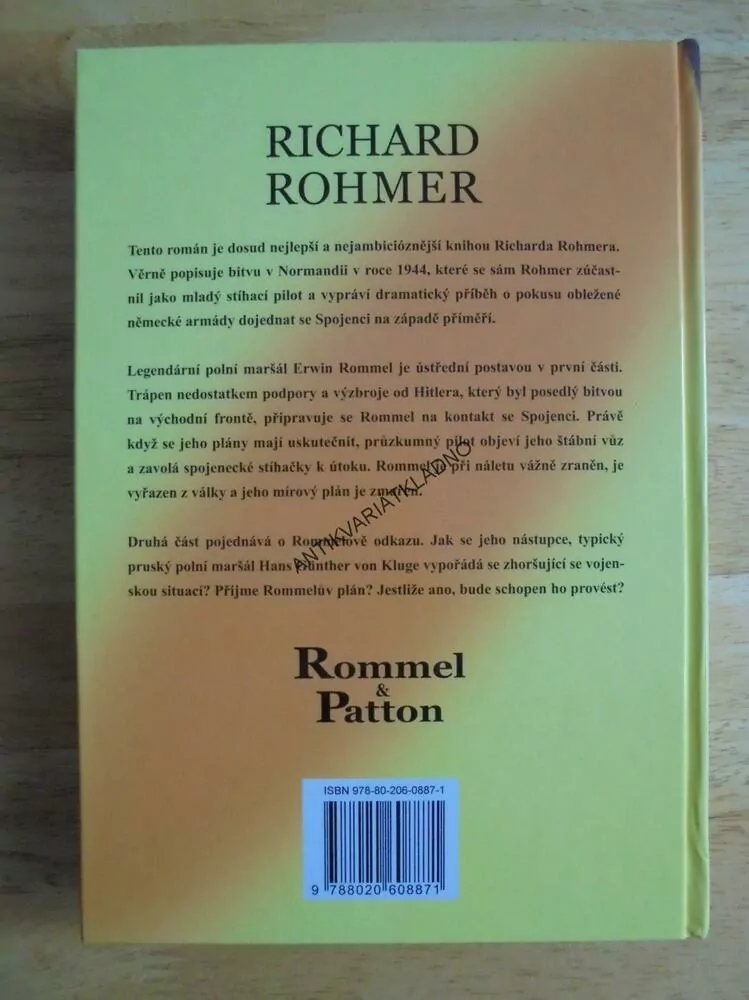 RICHARD
ROHMER
Tento román je dosud nejlepší a nejambicióznější knihou Richarda Rohmera.
Věrně popisuje bitvu v Normandii v roce 1944, které se sám Rohmer zúčast-
nil jako mladý stíhací pilot a vypráví dramatický příběh o pokusu obležené
německé armády dojednat se Spojenci na západě příměří.
Legendární polní maršál Erwin Rommel je ústřední postavou v první části.
Trápen nedostatkem podpory a výzbroje od Hitlera, který byl posedlý bitvou
na východní frontě, připravuje se Rommel na kontakt se Spojenci. Právě
když se jeho plány mají uskutečnit, průzkumný pilot objeví jeho štábní vůz
a zavolá spojenecké stíhačky k útoku. Rommel je při náletu vážně zraněn, je
vyřazen z války a jeho mírový plán je zmařen.
Druhá část pojednává o Rommelově odkazu. Jak se jeho nástupce, typický
pruský polní maršál Hans Günther von Kluge vypořádá se zhoršující se vojen-
skou situací? Přijme Rommelův plán? Jestliže ano, bude schopen ho provést?
ANTIKVARIATKLADNO
Rommel
&
Patton
ISBN 978-80-206-0887-1
9 788020 608871